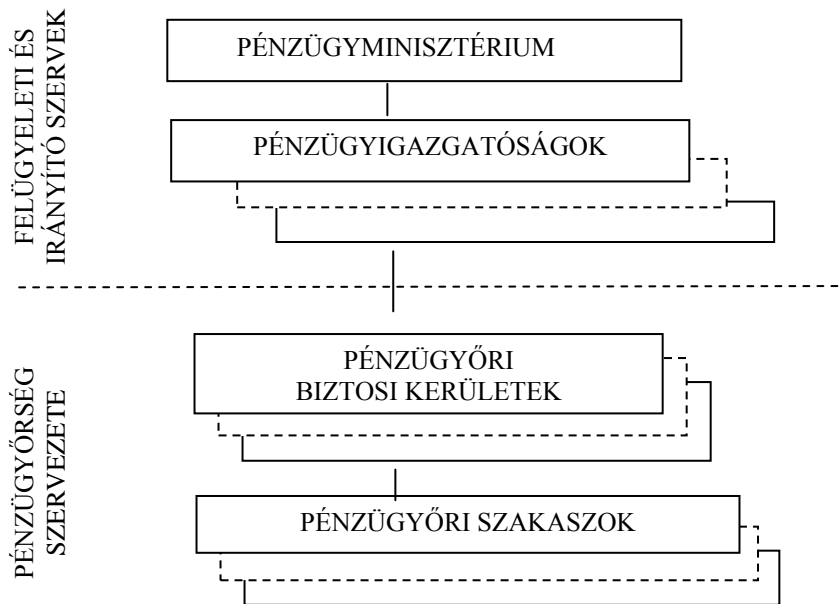 FELÜGYELETI ÉS
IRÁNYÍTÓ SZERVEK
PÉNZÜGYMINISZTÉRIUM
PÉNZÜGYIGAZGATÓSÁGOK
PÉNZÜGYŐRSÉG
SZERVEZETE
PÉNZÜGYŐRI
BIZTOSI KERÜLETEK
PÉNZÜGYŐRI SZAKASZOK